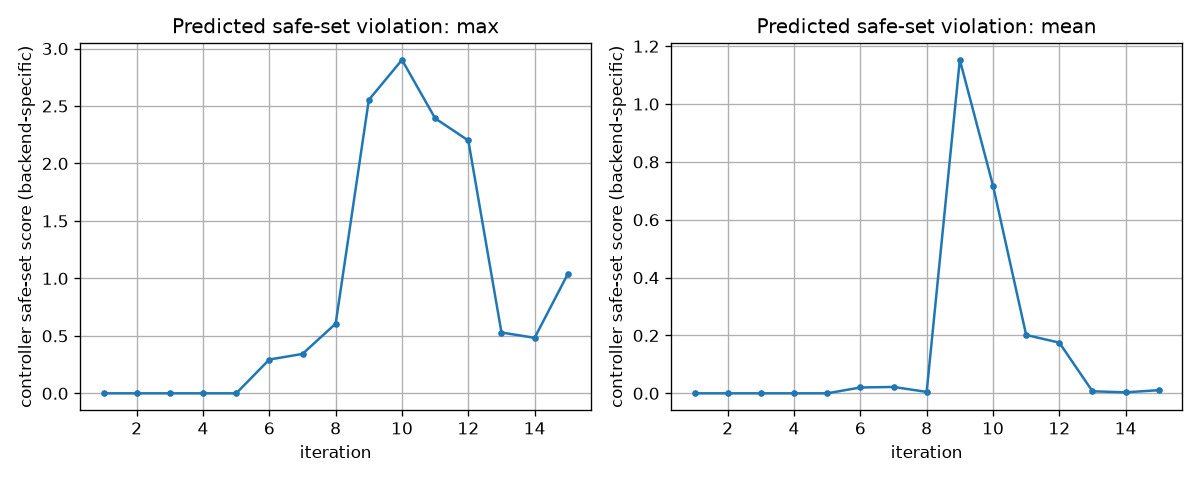 Predicted safe-set violation: max
controller safe-set score (backend-specific)
3.0
2.5
2.0
1.5
1.0
0.5
0.0
2 4 6 8 10 12 14
iteration
Predicted safe-set violation: mean
controller safe-set score (backend-specific)
1.2
1.0
0.8
0.6
0.4
0.2
0.0
2 4 6 8 10 12 14
iteration